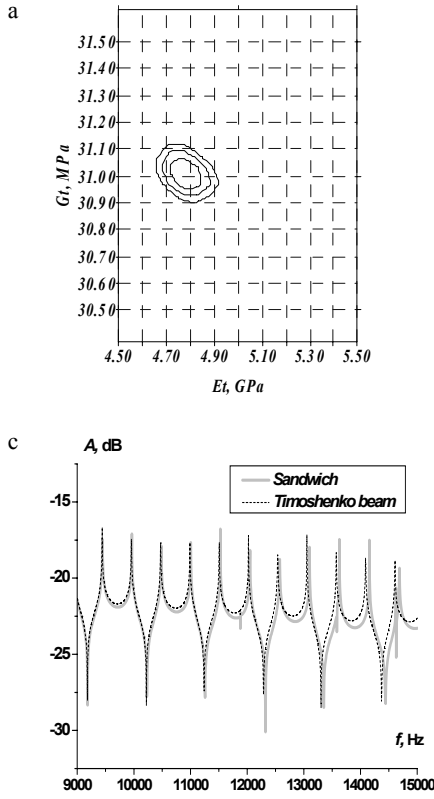 a
31.50
31.40
31.30
31.20
31.10
31.00
30.90
30.80
30.70
30.60
30.50
Gt, MPa
4.50 4.70 4.90 5.10 5.30 5.50
Et, GPa
c
A, dB
Sandwich
Timoshenko beam
-15
-20
-25
-30
f, Hz
9000 10000 11000 12000 13000 14000 15000